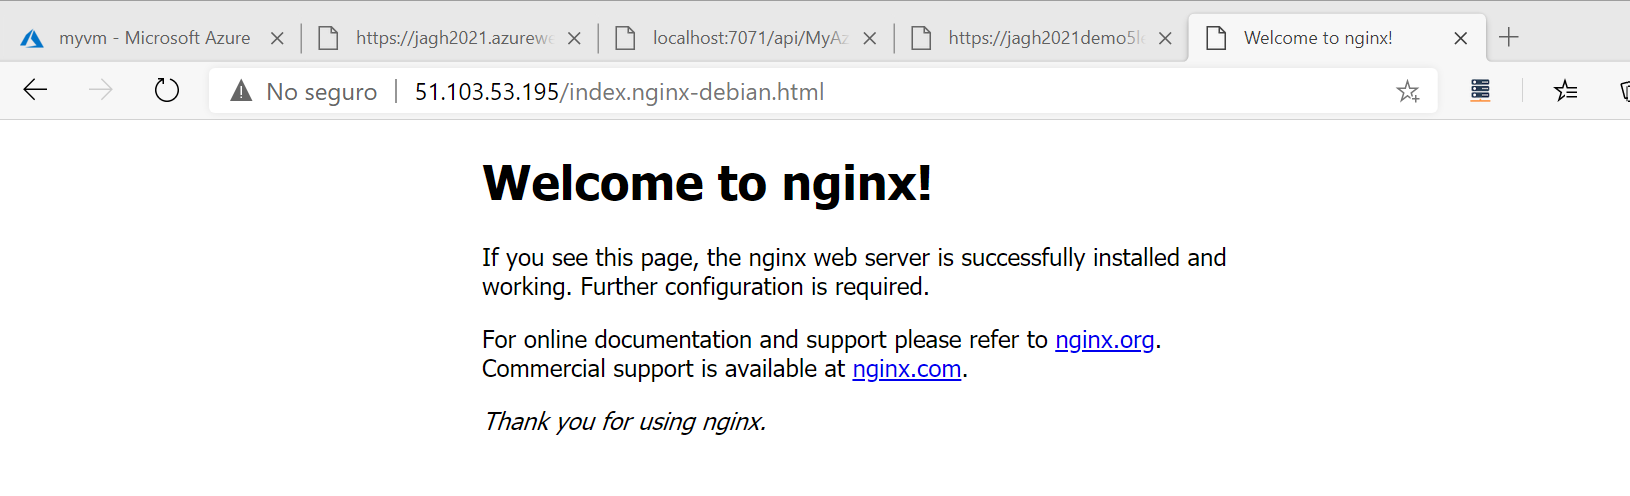 myvm - Microsoft Azure
https://jagh2021.azurewe
localhost:7071/api/MyAz
https://jagh2021demo5l
Welcome to nginx!
No seguro 51.103.53.195/index.nginx-debian.html
Welcome to nginx!
If you see this page, the nginx web server is successfully installed and
working. Further configuration is required.
For online documentation and support please refer to nginx.org.
Commercial support is available at nginx.com.
Thank you for using nginx.